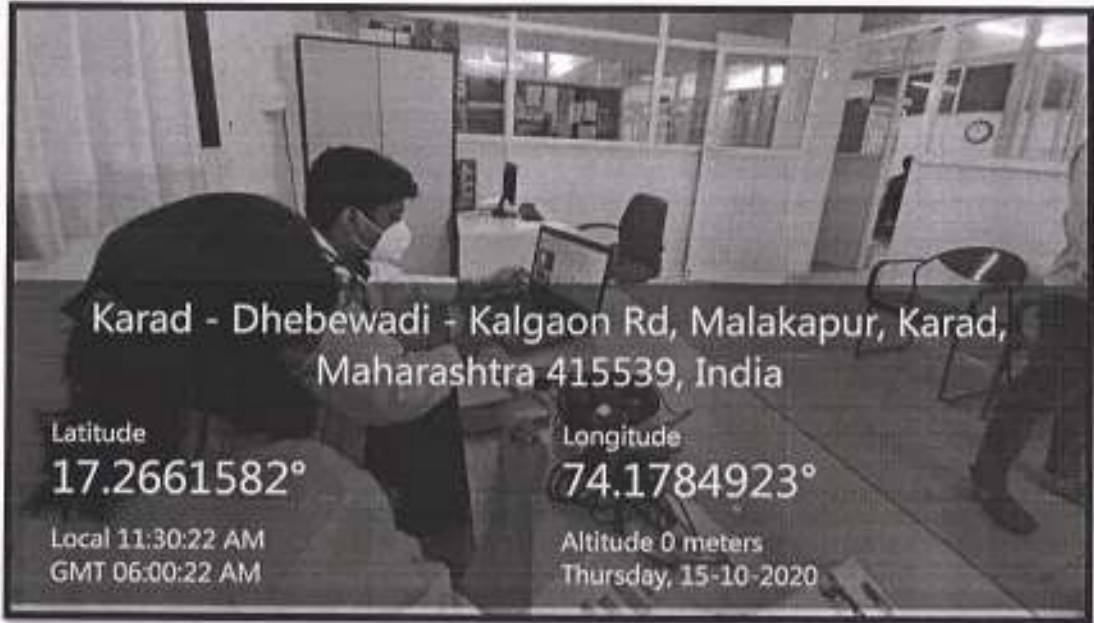 Karad - Dhebewadi - Kalgaon Rd, Malakapur, Karad,
Maharashtra 415539, India
Latitude
17.2661582°
Local 11:30:22 AM
GMT 06:00:22 AM
Longitude
74.1784923°
Altitude 0 meters
Thursday, 15-10-2020